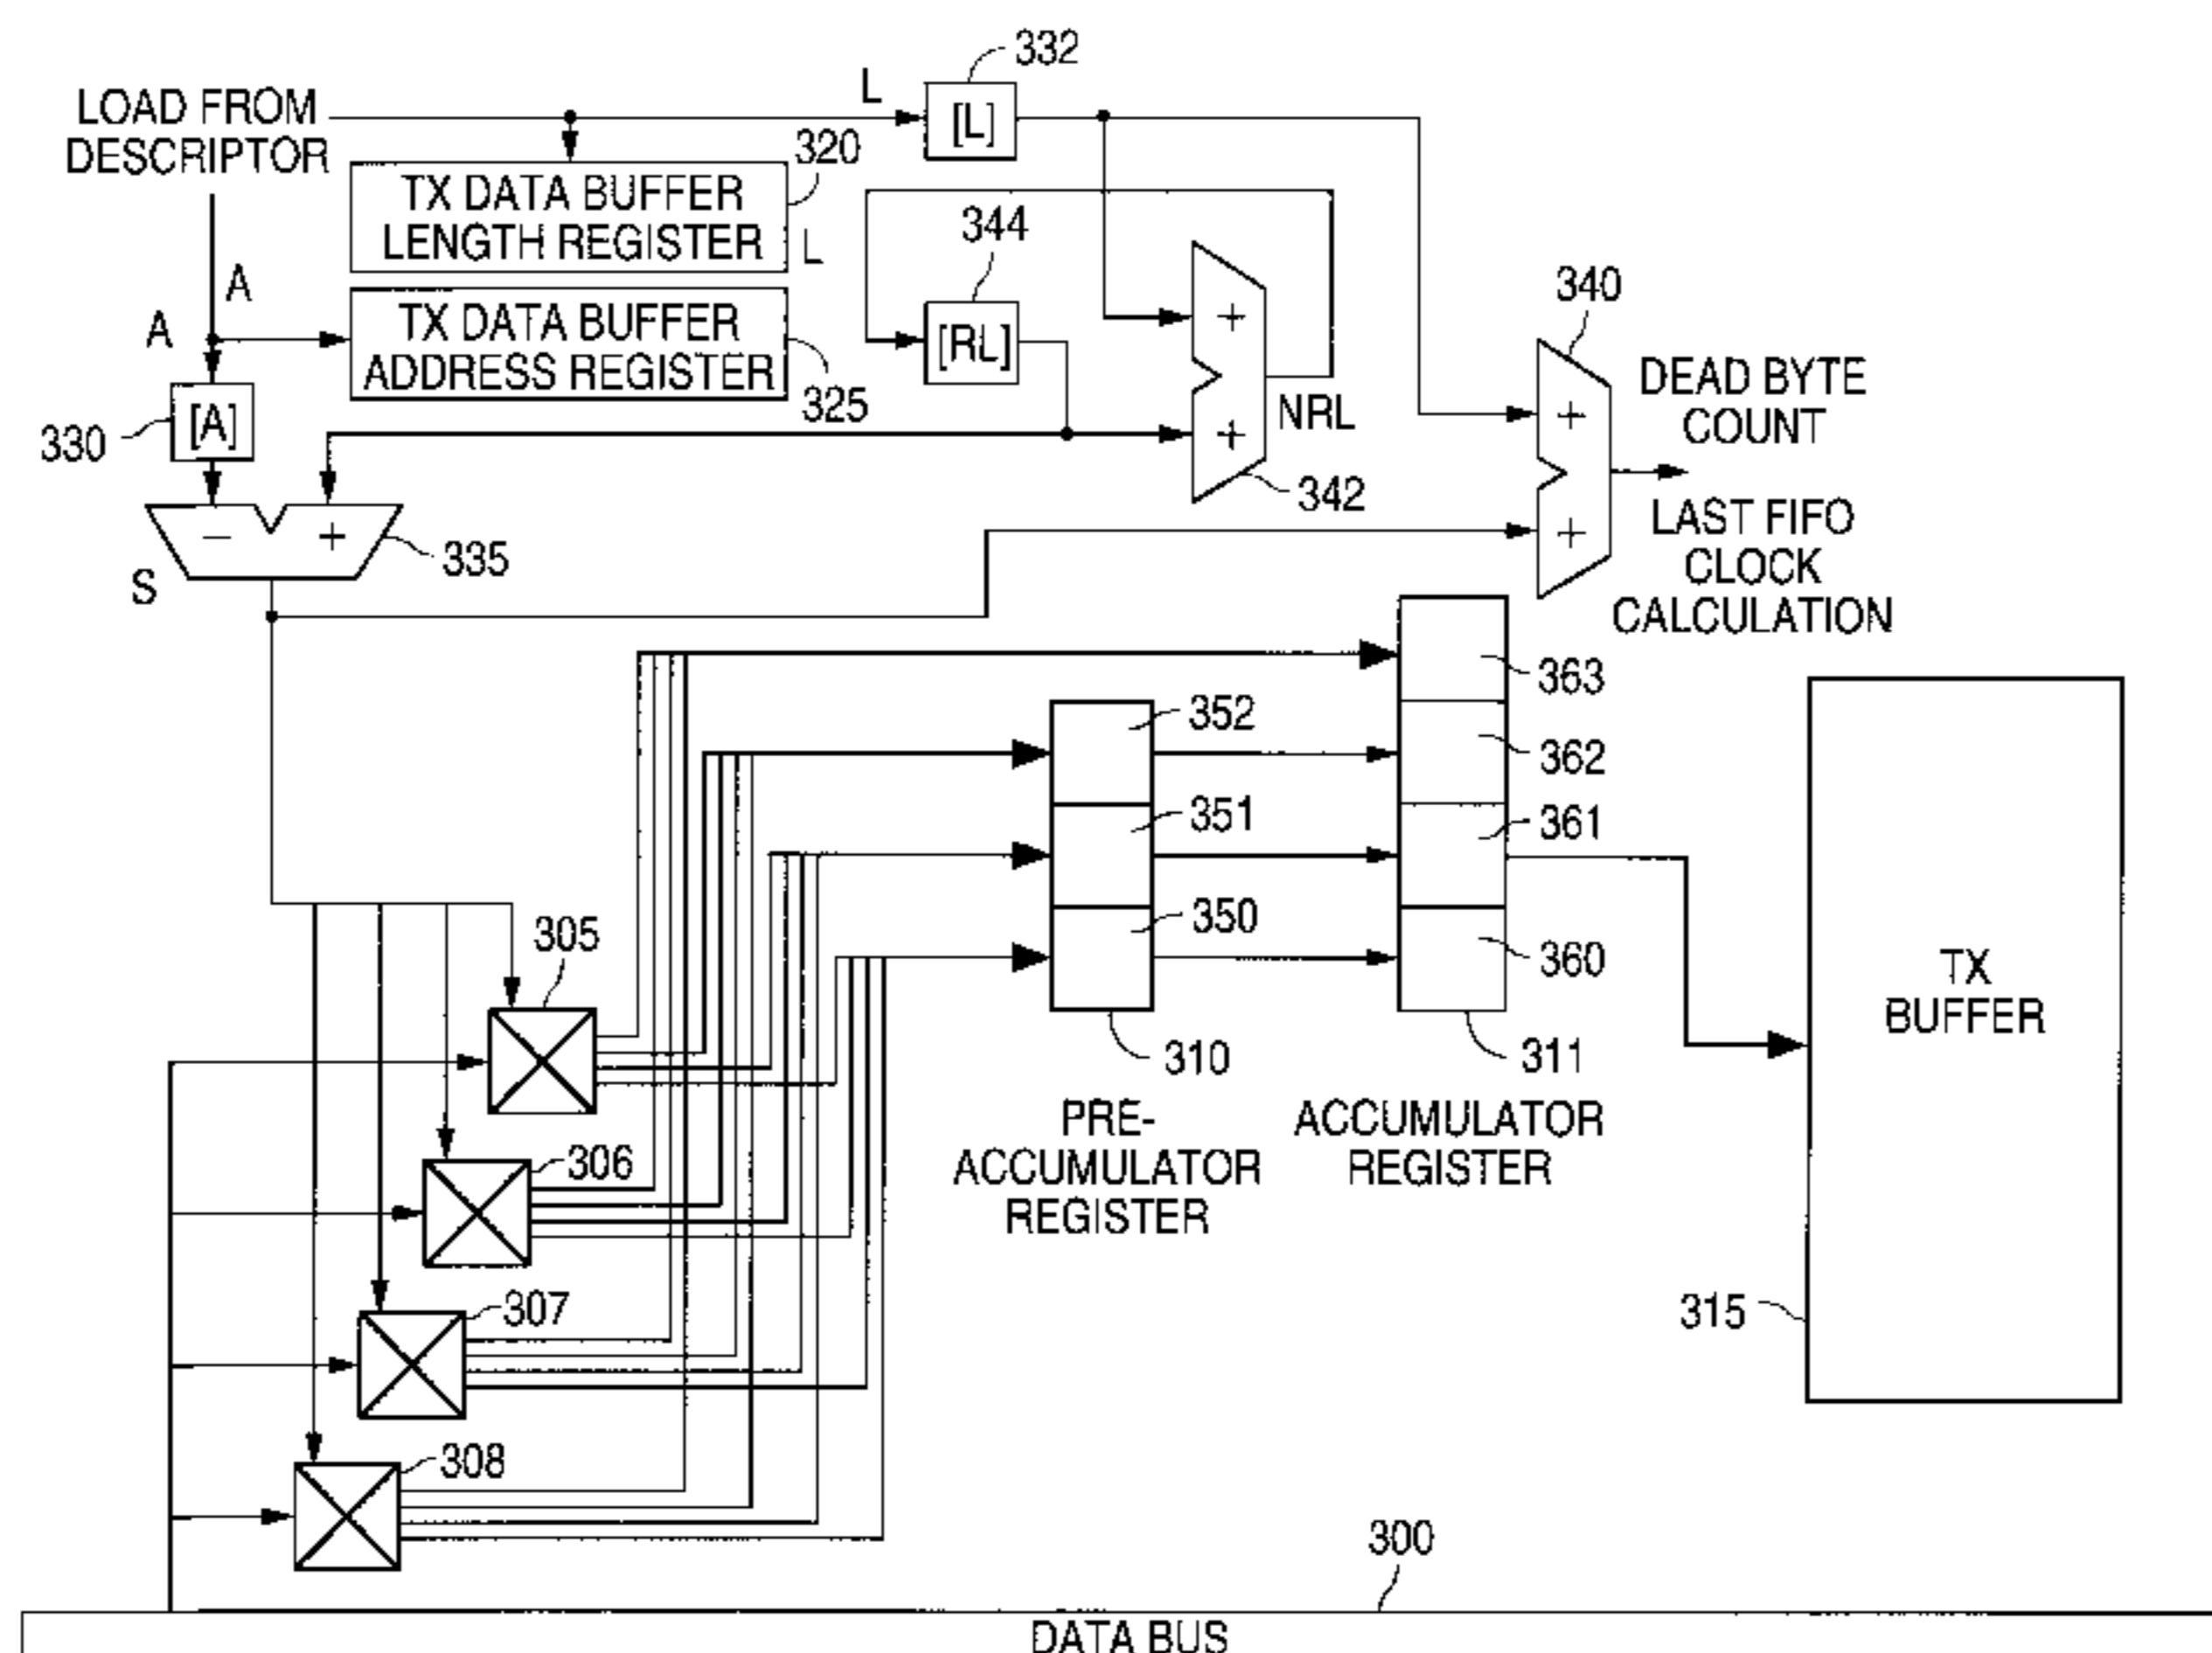 332
LOAD FROM
DESCRIPTOR
L
[L]
320
TX DATA BUFFER
LENGTH REGISTER
L
344
A
A
TX DATA BUFFER
ADDRESS REGISTER
325
[RL]
+
+
NRL
342
340
+
+
DEAD BYTE
COUNT
LAST FIFO
CLOCK
CALCULATION
330
[A]
−
+
335
S
363
352
362
351
361
350
360
305
310
311
PRE-
ACCUMULATOR
REGISTER
ACCUMULATOR
REGISTER
TX
BUFFER
306
307
315
308
300
DATA BUS